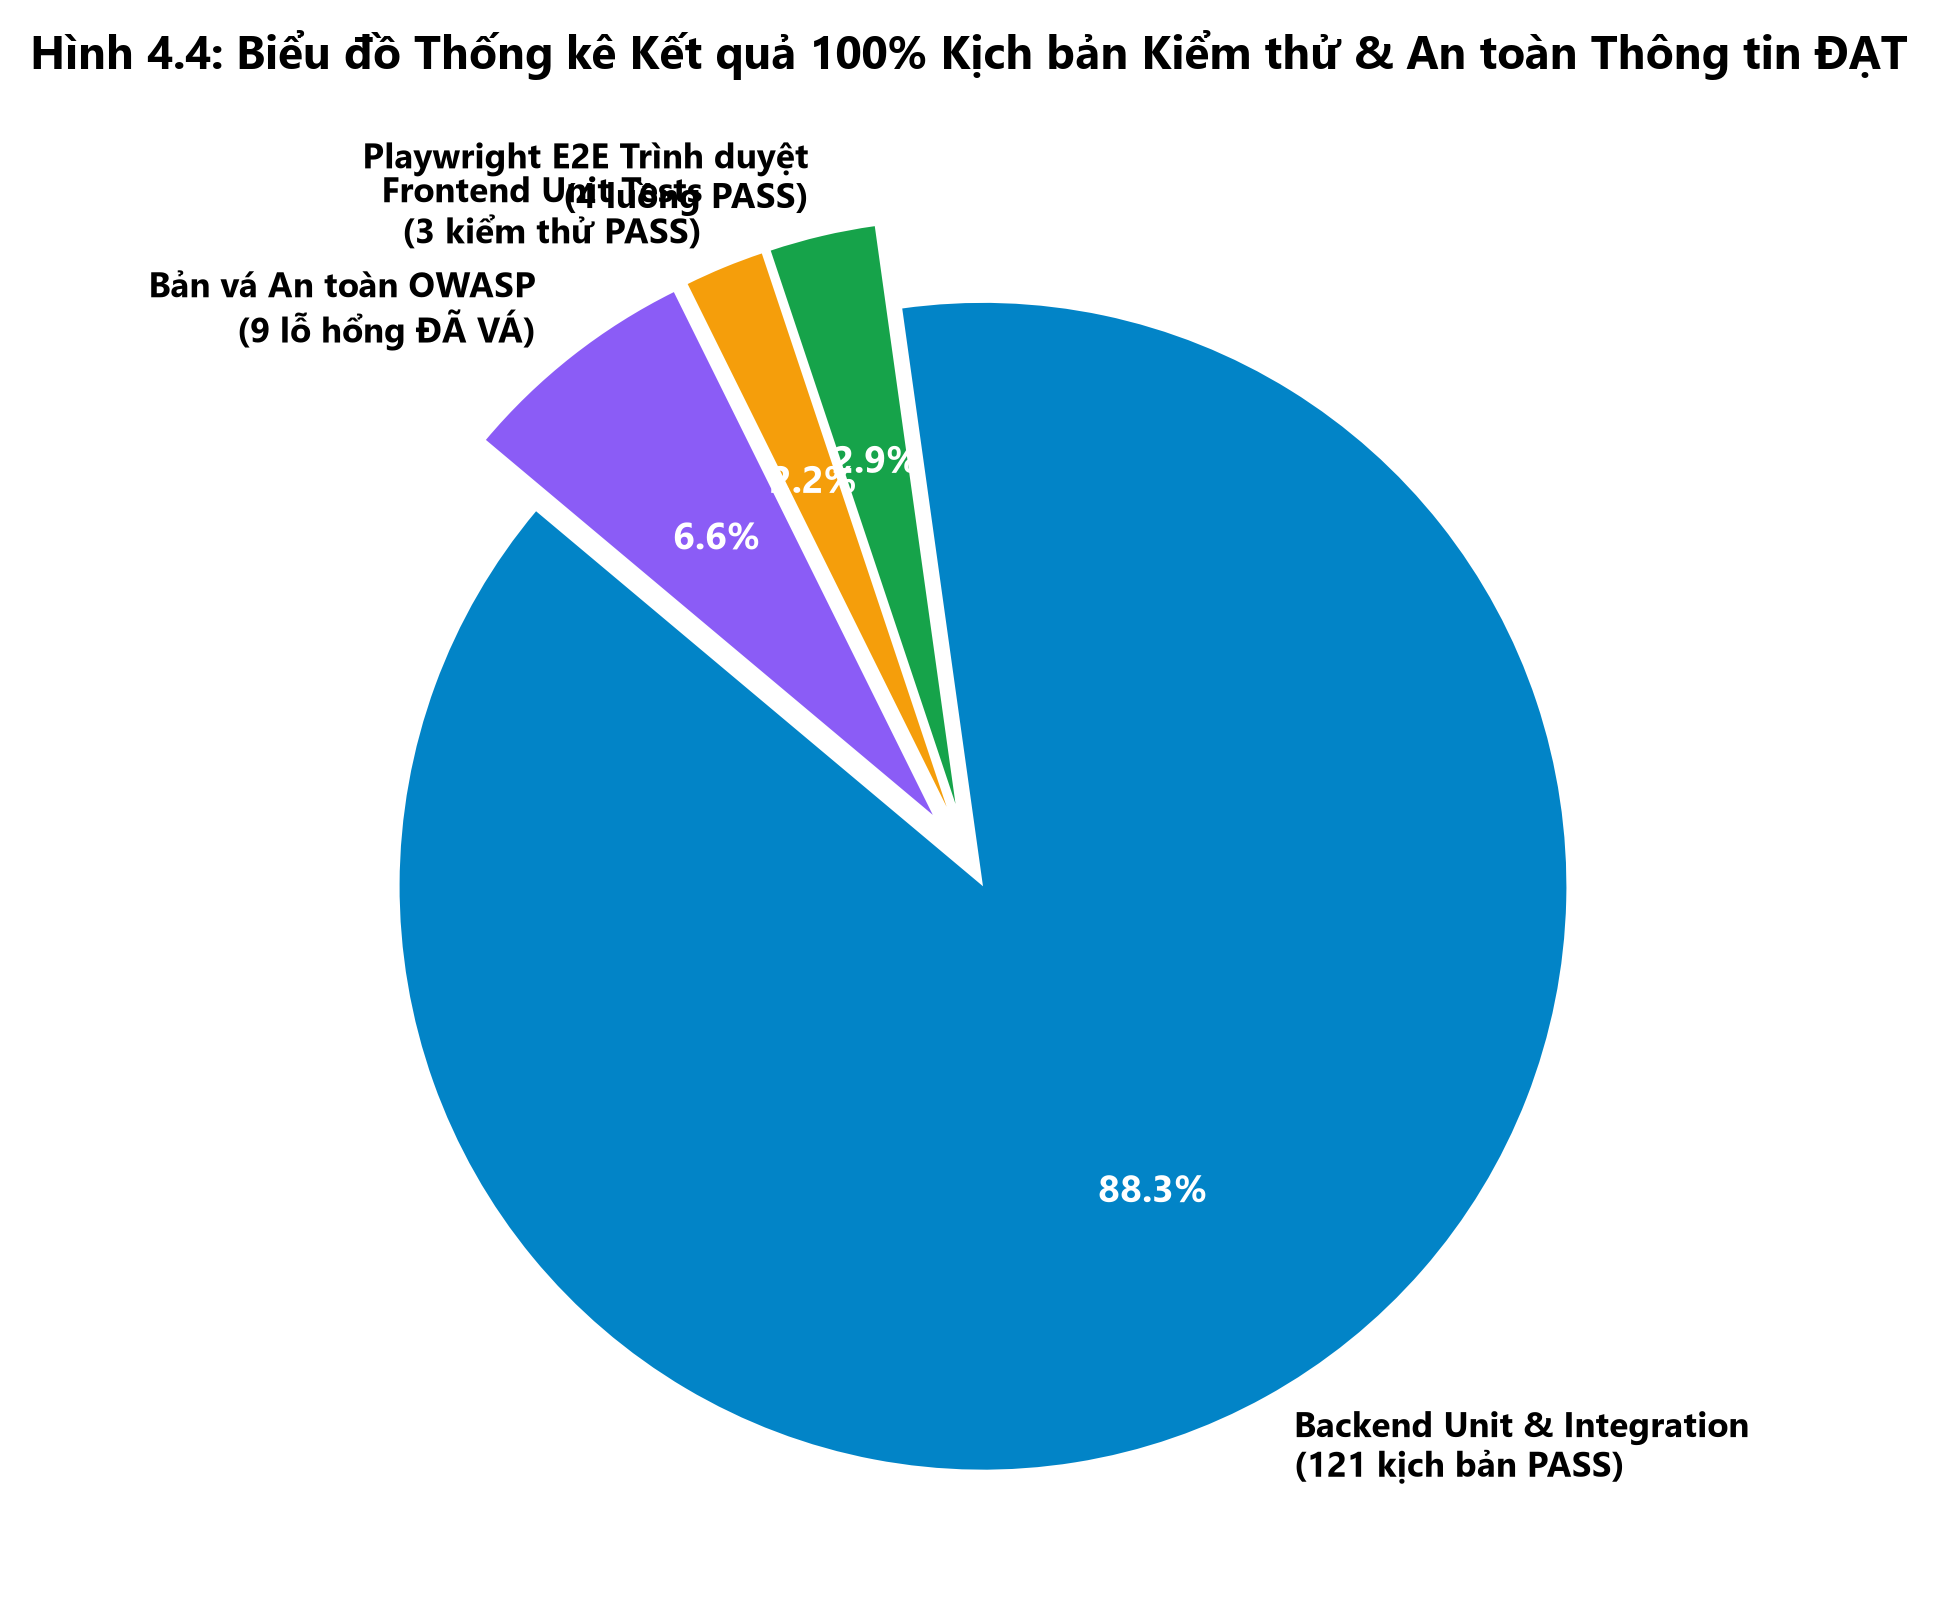 Hình 4.4: Biểu đồ Thống kê Kết quả 100% Kịch bản Kiểm thử & An toàn Thông tin ĐẠT
Playwright E2E Trình duyệt
(4 luồng PASS)
Frontend Unit Tests
(3 kiểm thử PASS)
Bản vá An toàn OWASP
(9 lỗ hổng ĐÃ VÁ)
2.9%
2.2%
6.6%
88.3%
Backend Unit & Integration
(121 kịch bản PASS)